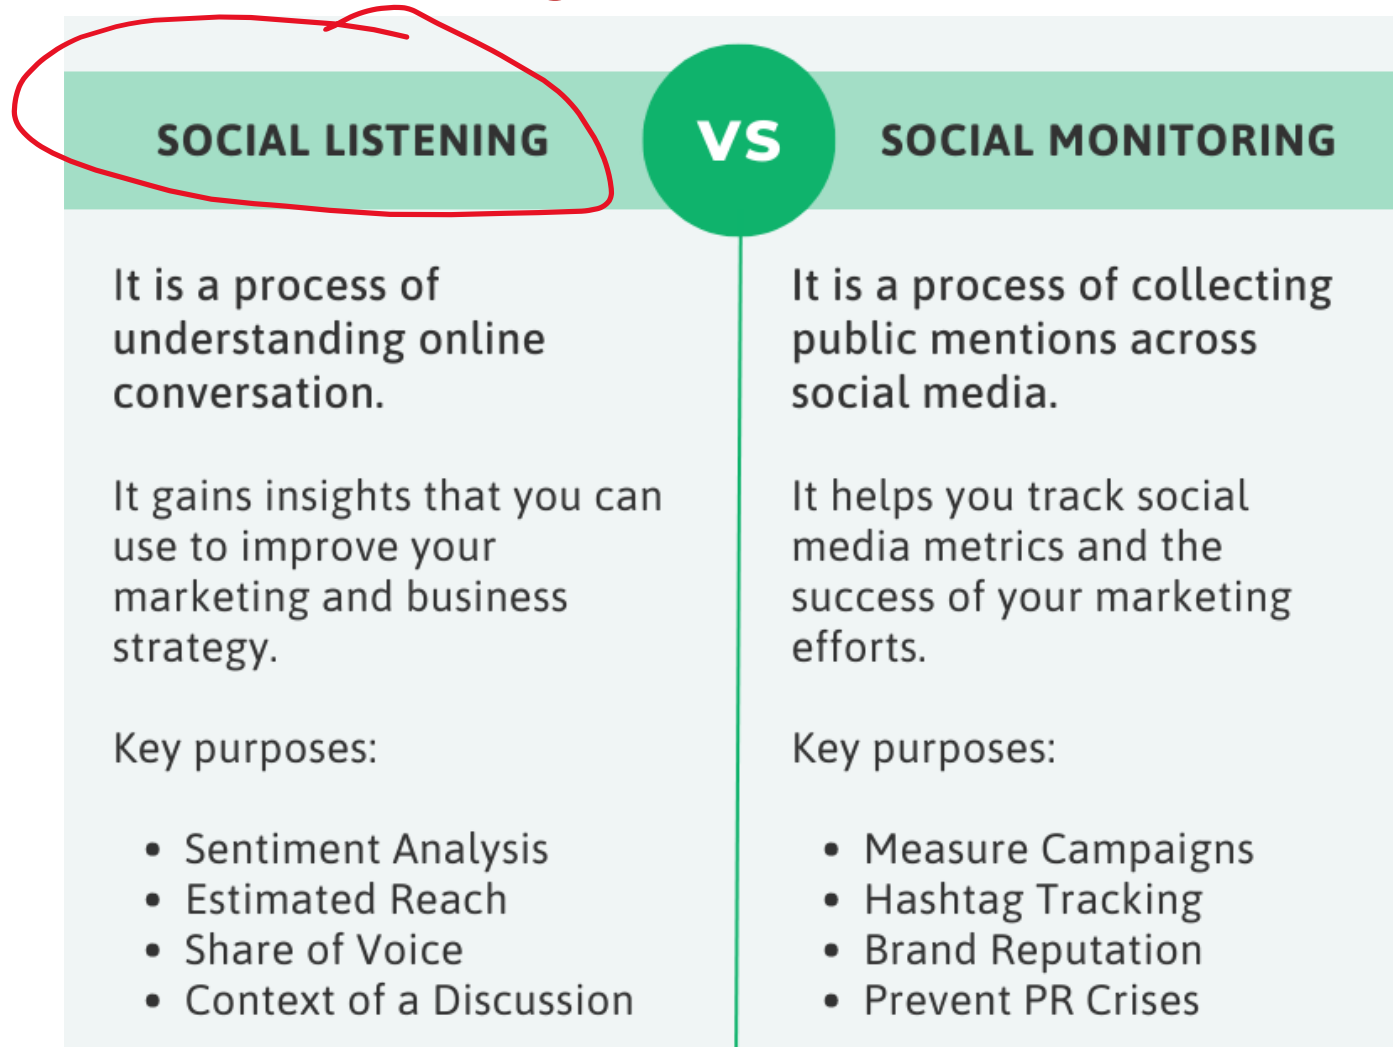 SOCIAL LISTENING
VS
SOCIAL MONITORING
It is a process of
understanding online
conversation.
It gains insights that you can
use to improve your
marketing and business
strategy.
Key purposes:
• Sentiment Analysis
• Estimated Reach
• Share of Voice
• Context of a Discussion
It is a process of collecting
public mentions across
social media.
It helps you track social
media metrics and the
success of your marketing
efforts.
Key purposes:
• Measure Campaigns
• Hashtag Tracking
• Brand Reputation
• Prevent PR Crises